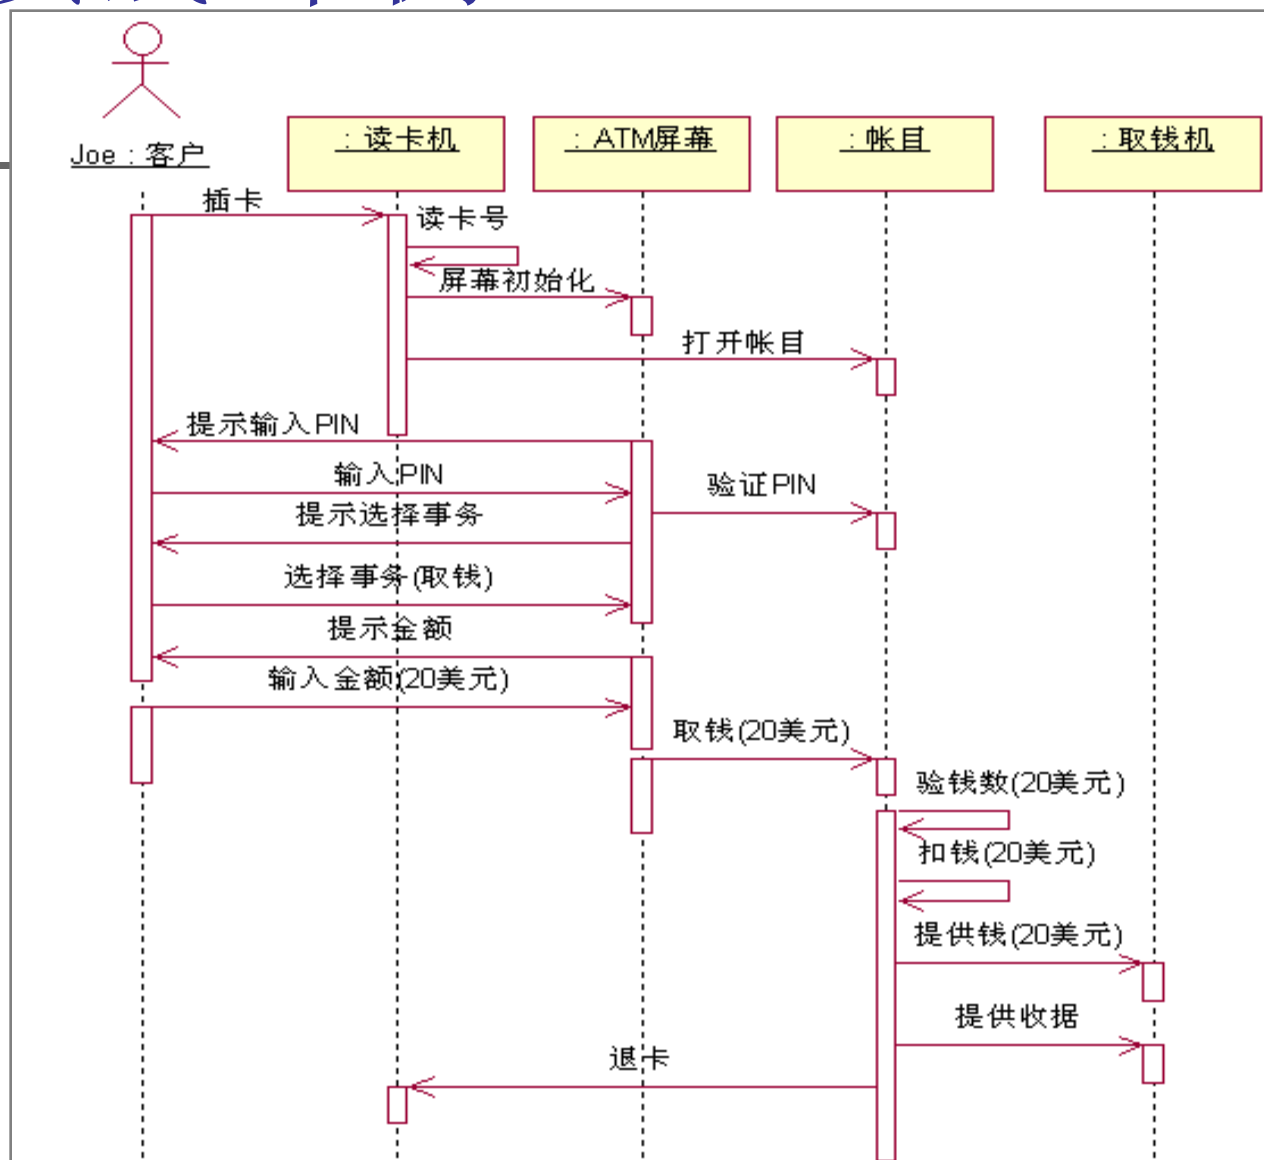 Joe : 客户
: 读卡机
: ATM屏幕
: 帐目
: 取钱机
插卡
读卡号
屏幕初始化
打开帐目
提示输入PIN
输入PIN
验证PIN
提示选择事务
选择事务(取钱)
提示金额
输入金额(20美元)
取钱(20美元)
验钱数(20美元)
扣钱(20美元)
提供钱(20美元)
提供收据
退卡